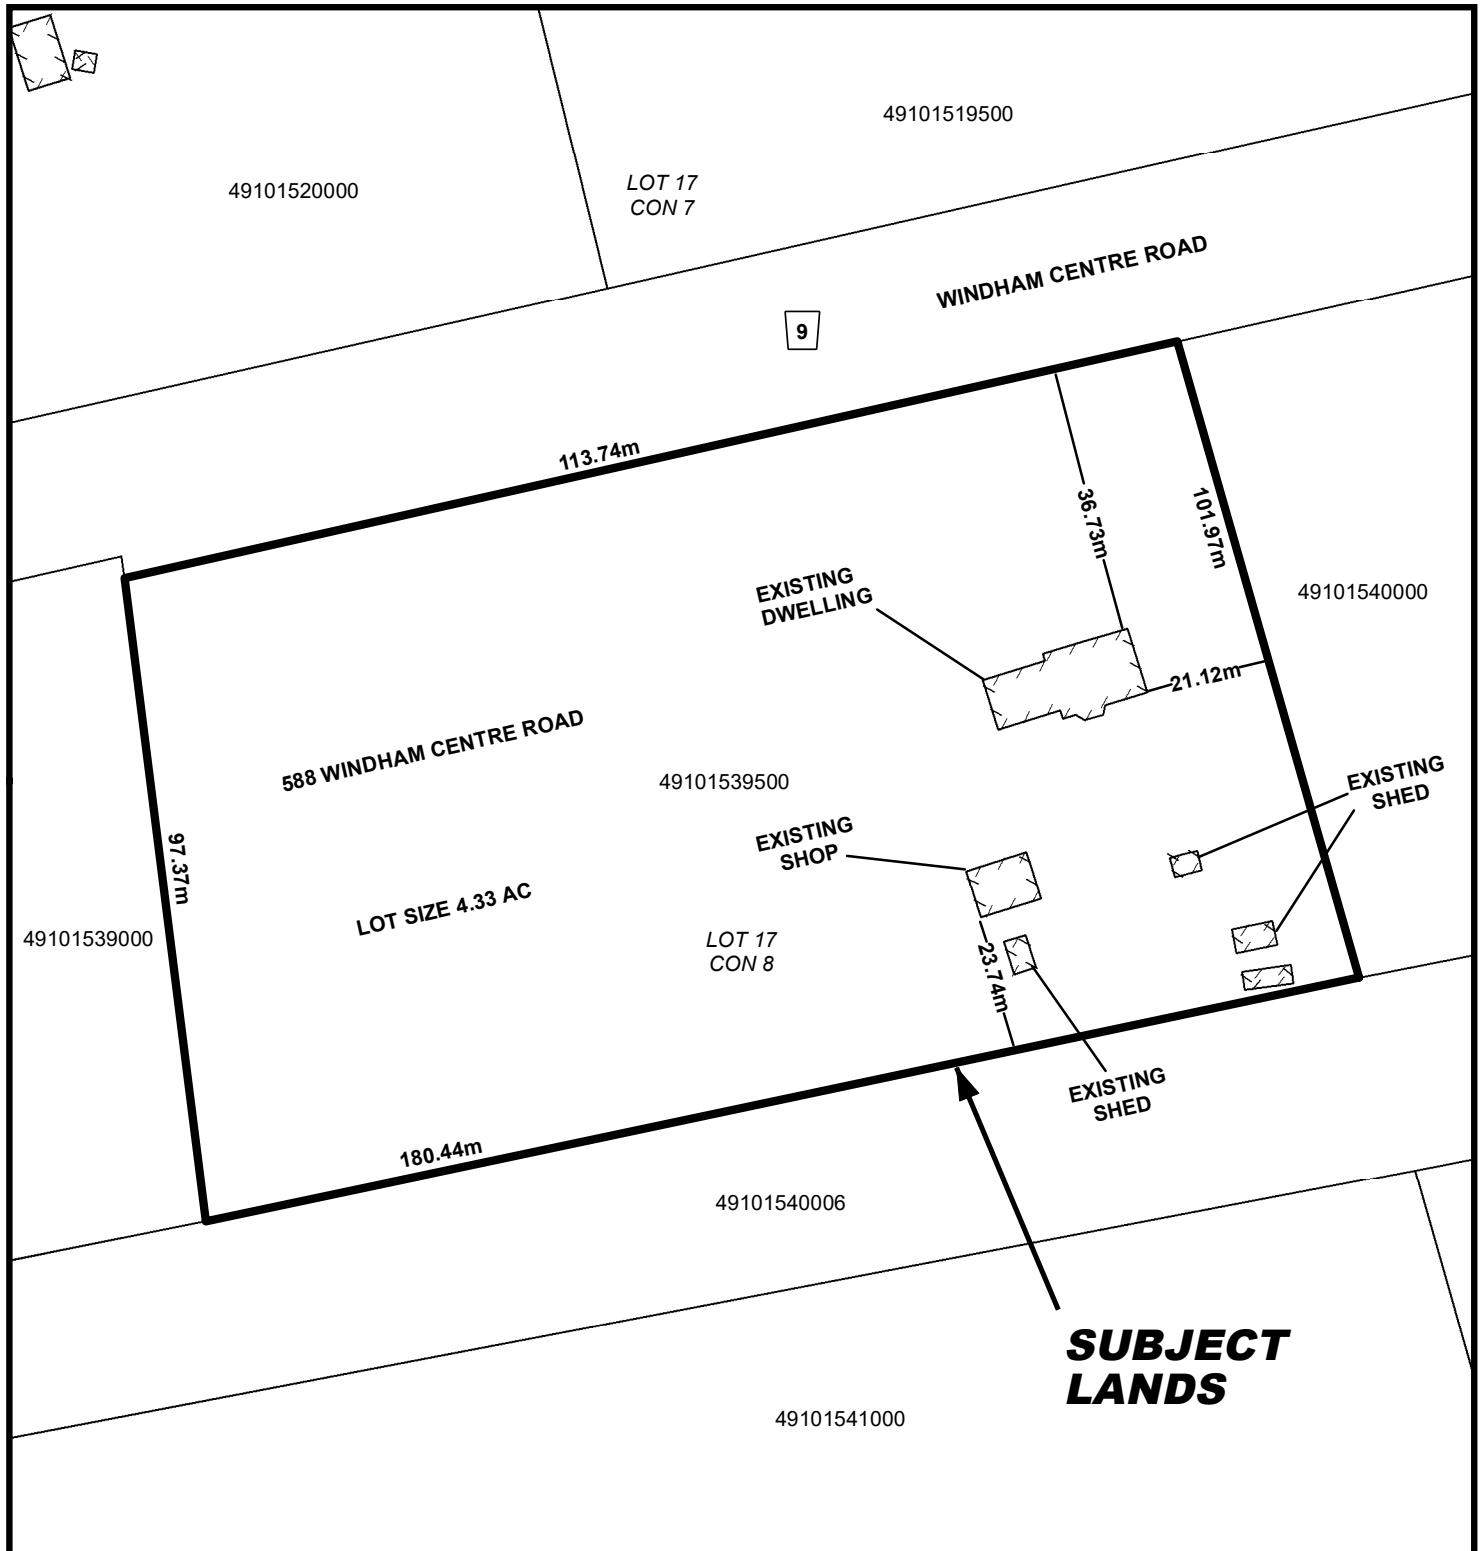 49101519500
49101520000
LOT 17
CON 7
WINDHAM CENTRE ROAD
9
113.74m
36.73m
101.97m
EXISTING
DWELLING
49101540000
21.12m
588 WINDHAM CENTRE ROAD
49101539500
EXISTING
SHED
EXISTING
SHOP
97.37m
LOT SIZE 4.33 AC
49101539000
LOT 17
CON 8
23.74m
EXISTING
SHED
180.44m
49101540006
SUBJECT
LANDS
49101541000